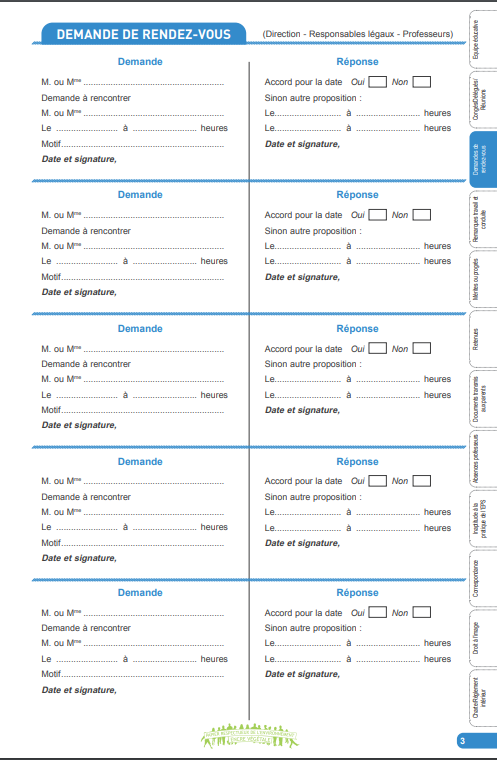 DEMANDE DE RENDEZ-VOUS (Direction - Responsables légaux - Professeurs)
Demande
M. ou Mme ..........................................................
Demande à rencontrer
M. ou Mme ..........................................................
Le ......................... à .......................... heures
Motif..................................................................
Date et signature,
Réponse
Accord pour la date Oui Non
Sinon autre proposition :
Le........................... à .......................... heures
Le........................... à .......................... heures
Date et signature,
Demande
M. ou Mme ..........................................................
Demande à rencontrer
M. ou Mme ..........................................................
Le ......................... à .......................... heures
Motif..................................................................
Date et signature,
Réponse
Accord pour la date Oui Non
Sinon autre proposition :
Le........................... à .......................... heures
Le........................... à .......................... heures
Date et signature,
Demande
M. ou Mme ..........................................................
Demande à rencontrer
M. ou Mme ..........................................................
Le ......................... à .......................... heures
Motif..................................................................
Date et signature,
Réponse
Accord pour la date Oui Non
Sinon autre proposition :
Le........................... à .......................... heures
Le........................... à .......................... heures
Date et signature,
Demande
M. ou Mme ..........................................................
Demande à rencontrer
M. ou Mme ..........................................................
Le ......................... à .......................... heures
Motif..................................................................
Date et signature,
Réponse
Accord pour la date Oui Non
Sinon autre proposition :
Le........................... à .......................... heures
Le........................... à .......................... heures
Date et signature,
Demande
M. ou Mme ..........................................................
Demande à rencontrer
M. ou Mme ..........................................................
Le ......................... à .......................... heures
Motif..................................................................
Date et signature,
Réponse
Accord pour la date Oui Non
Sinon autre proposition :
Le........................... à .......................... heures
Le........................... à .......................... heures
Date et signature,
Equipe éducative
Congés/Délégués/
Réunions
Demandes de
rendez-vous
Remarques travail et
conduite
Mérites ou progrès
Retenues
Documents transmis
aux parents
Absences professeurs
Inaptitude à la
pratique de l'EPS
Correspondance
Droit à l'image
Charte/Règlement
intérieur
PAPIER RESPECTUEUX DE L'ENVIRONNEMENT
ENCRE VÉGÉTALE
3